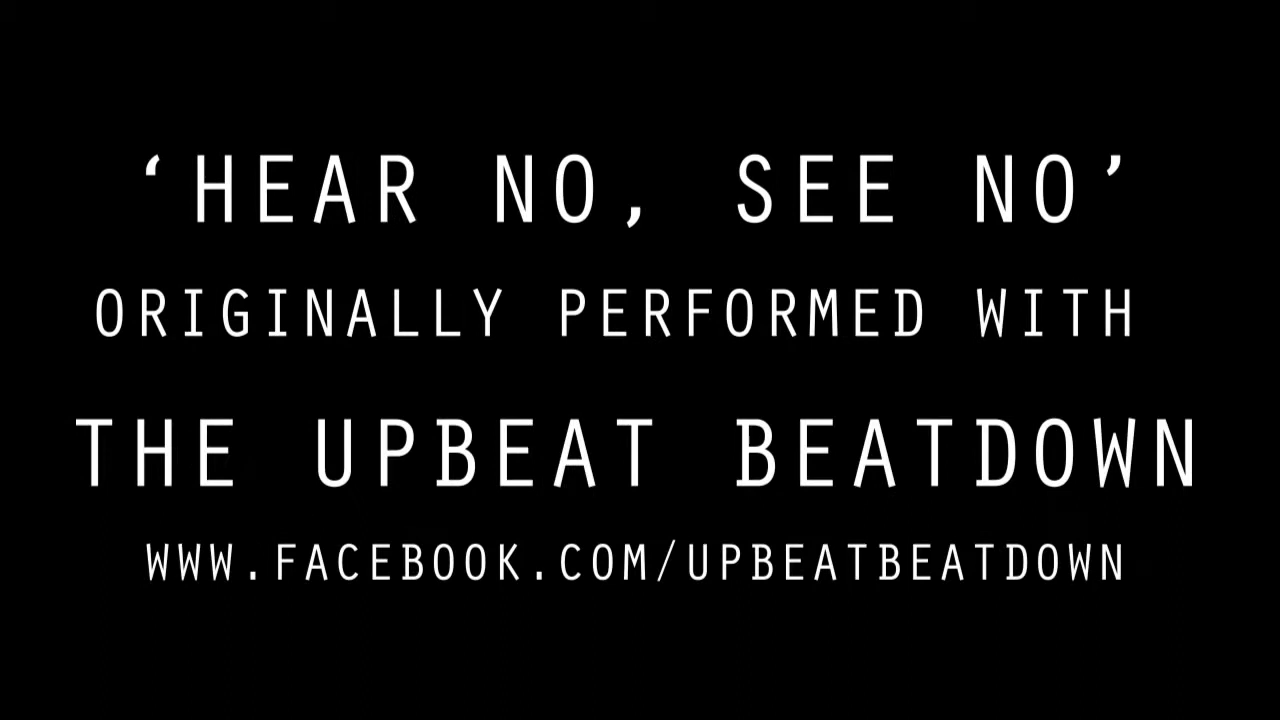 ‘HEAR NO, SEE NO’
ORIGINALLY PERFORMED WITH
THE UPBEAT BEATDOWN
WWW.FACEBOOK.COM/UPBEATBEATDOWN